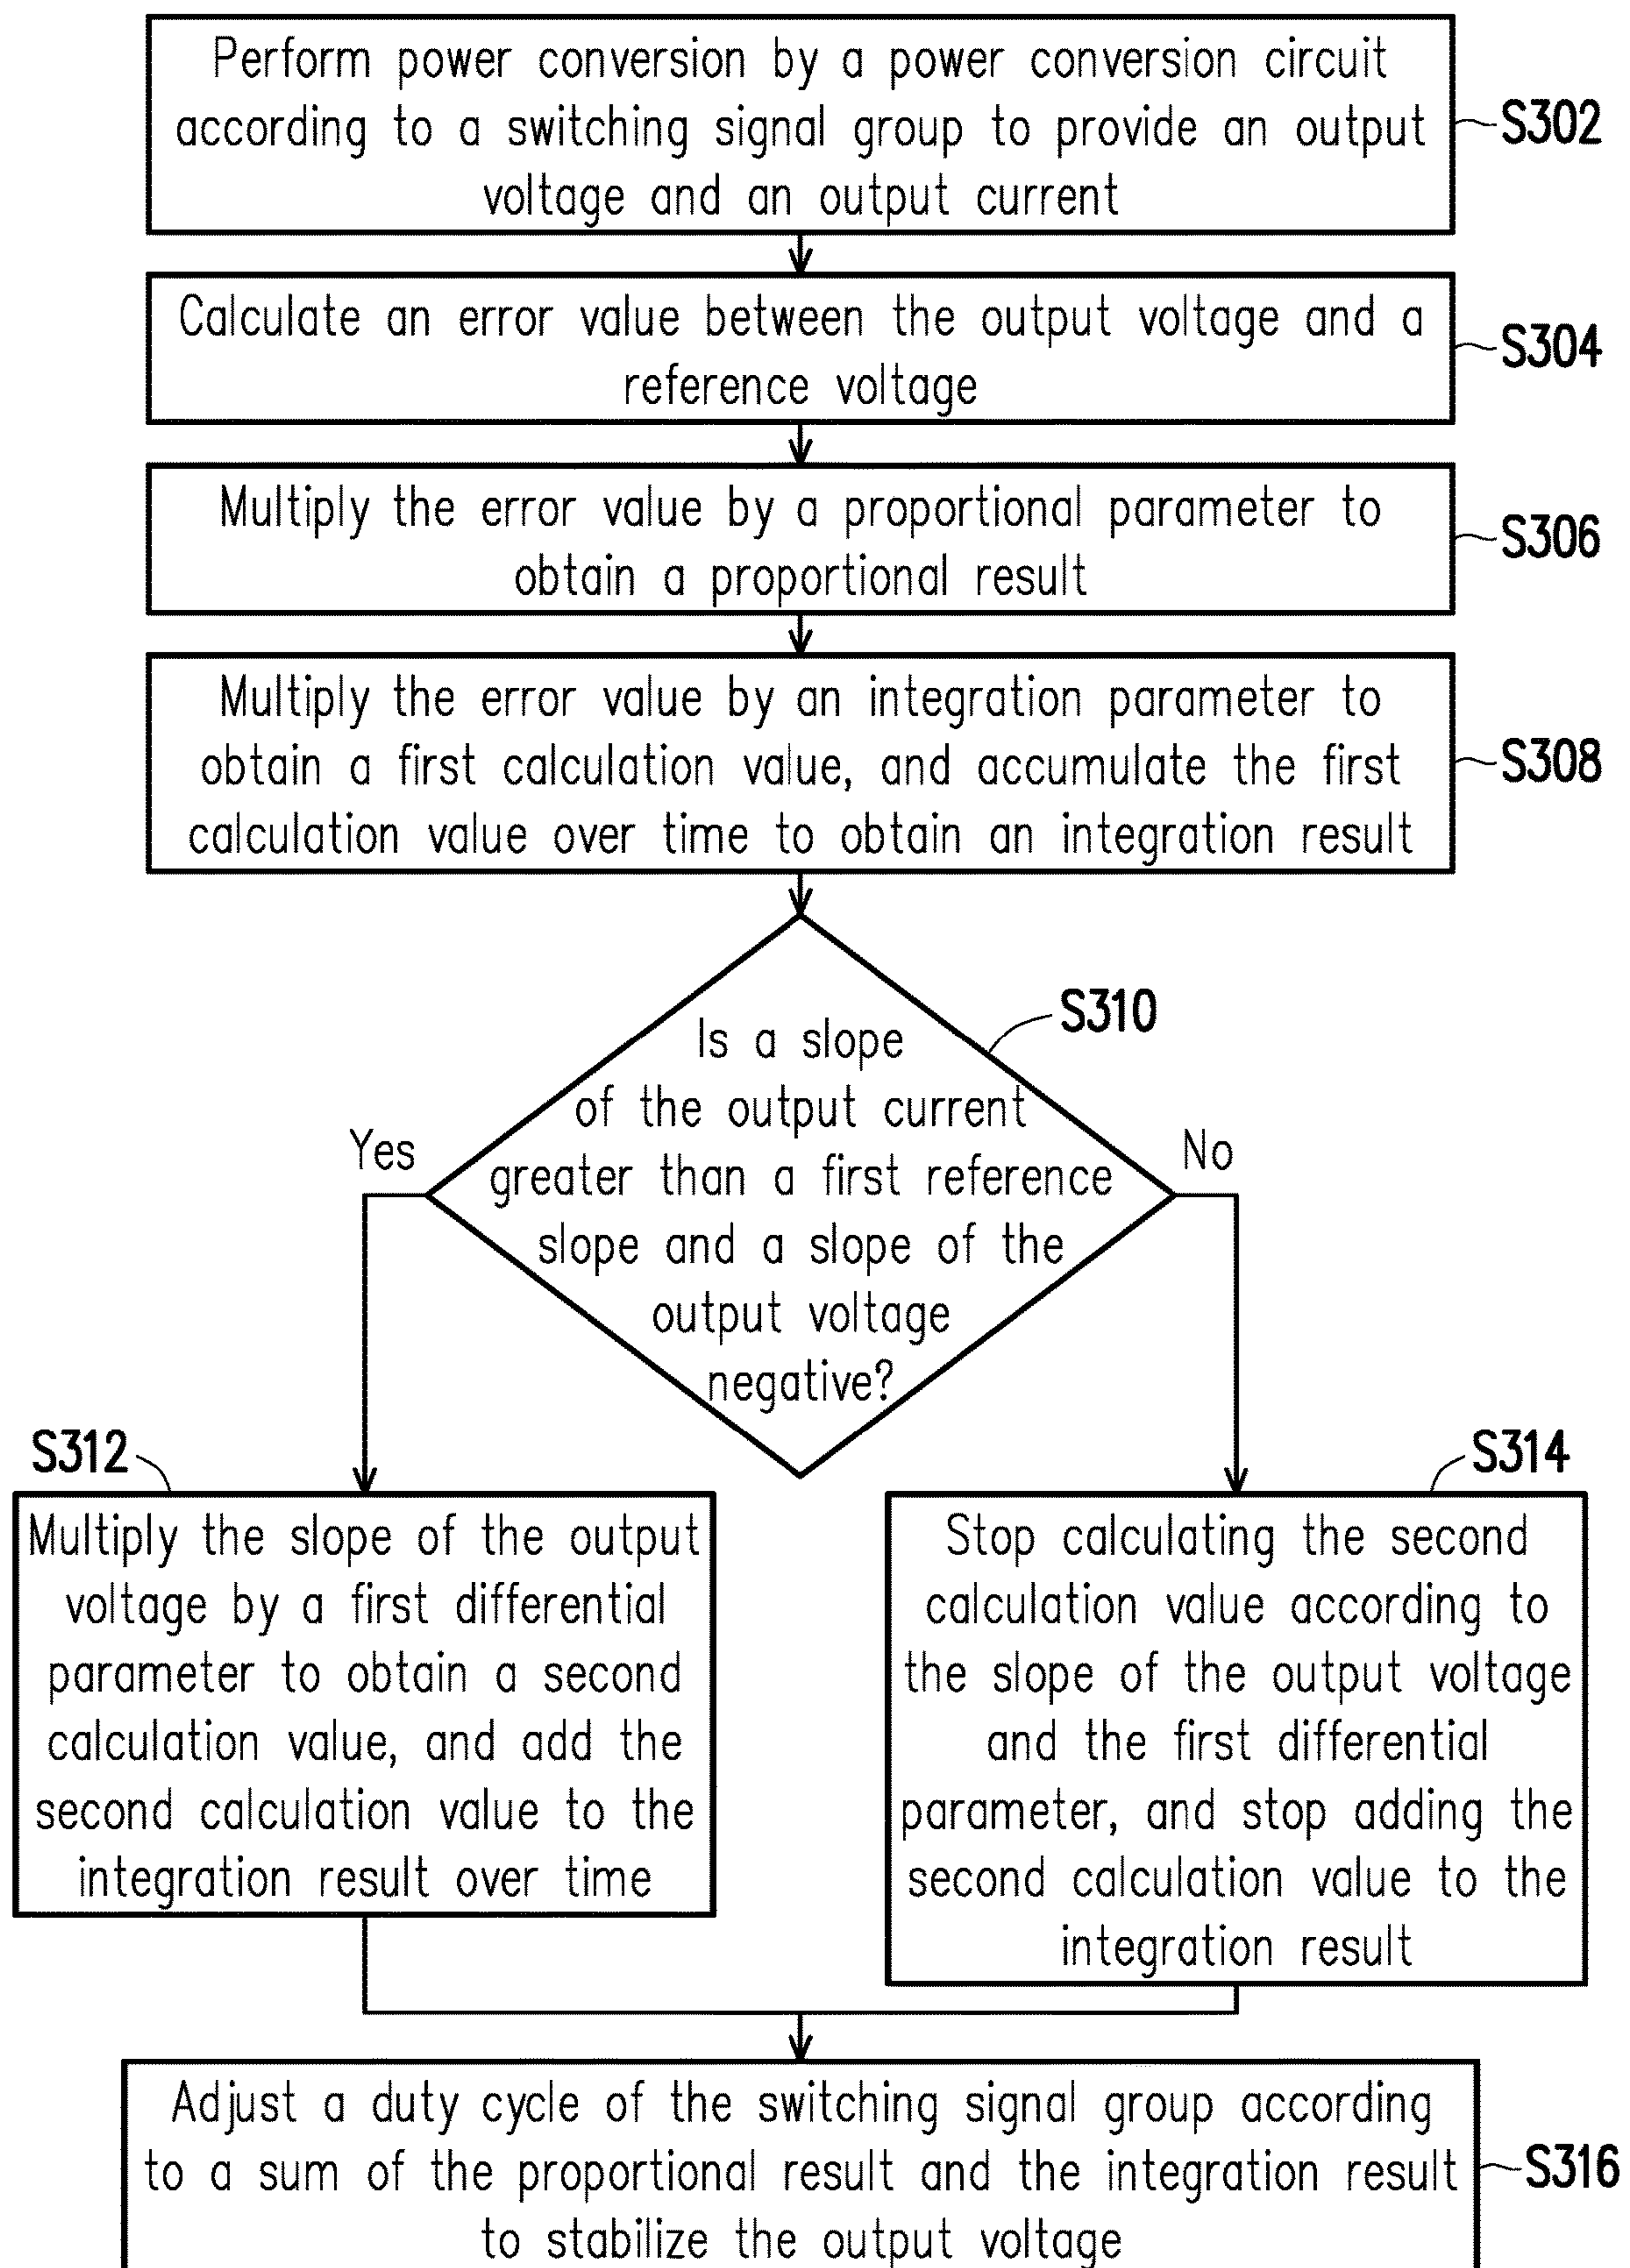 Perform power conversion by a power conversion circuit
according to a switching signal group to provide an output
voltage and an output current
S302
Calculate an error value between the output voltage and a
reference voltage
S304
Multiply the error value by a proportional parameter to
obtain a proportional result
S306
Multiply the error value by an integration parameter to
obtain a first calculation value, and accumulate the first
calculation value over time to obtain an integration result
S308
S310
Is a slope
of the output current
greater than a first reference
slope and a slope of the
output voltage
negative?
Yes
No
S312
Multiply the slope of the output
voltage by a first differential
parameter to obtain a second
calculation value, and add the
second calculation value to the
integration result over time
S314
Stop calculating the second
calculation value according to
the slope of the output voltage
and the first differential
parameter, and stop adding the
second calculation value to the
integration result
Adjust a duty cycle of the switching signal group according
to a sum of the proportional result and the integration result
to stabilize the output voltage
S316